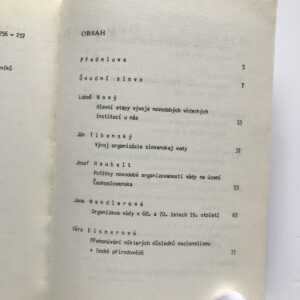 256 - 257
OBSAH
Předmluva 5
Úvodní slovo 7
Luboš Nový
Hlavní etapy vývoje novodobých vědeckých
institucí u nás 13
Ján Tibenský
Vývoj organizácie slovenskej vedy 37
Josef Haubelt
Počátky novodobé organizovanosti vědy na území
Československa 53
Jana Mandlerová
Organizace vědy v 60. a 70. letech 19. století 67
Věra Eisnerová
Překonávání některých důsledků nacionalismu
v české přírodovědě 77